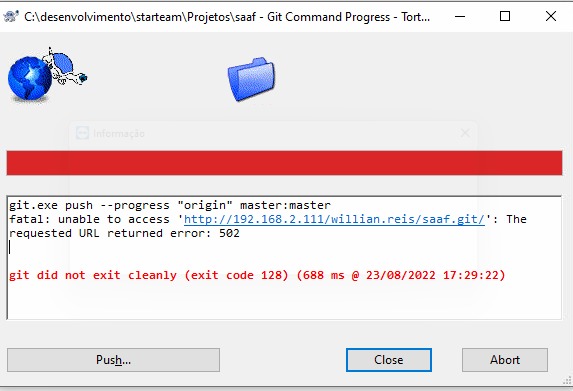 C:\desenvolvimento\starteam\Projetos\saaf - Git Command Progress - Tort...
Informação
git.exe push --progress "origin" master:master
fatal: unable to access 'http://192.168.2.111/willian.reis/saaf.git/': The
requested URL returned error: 502
git did not exit cleanly (exit code 128) (688 ms @ 23/08/2022 17:29:22)
Push...
Close
Abort